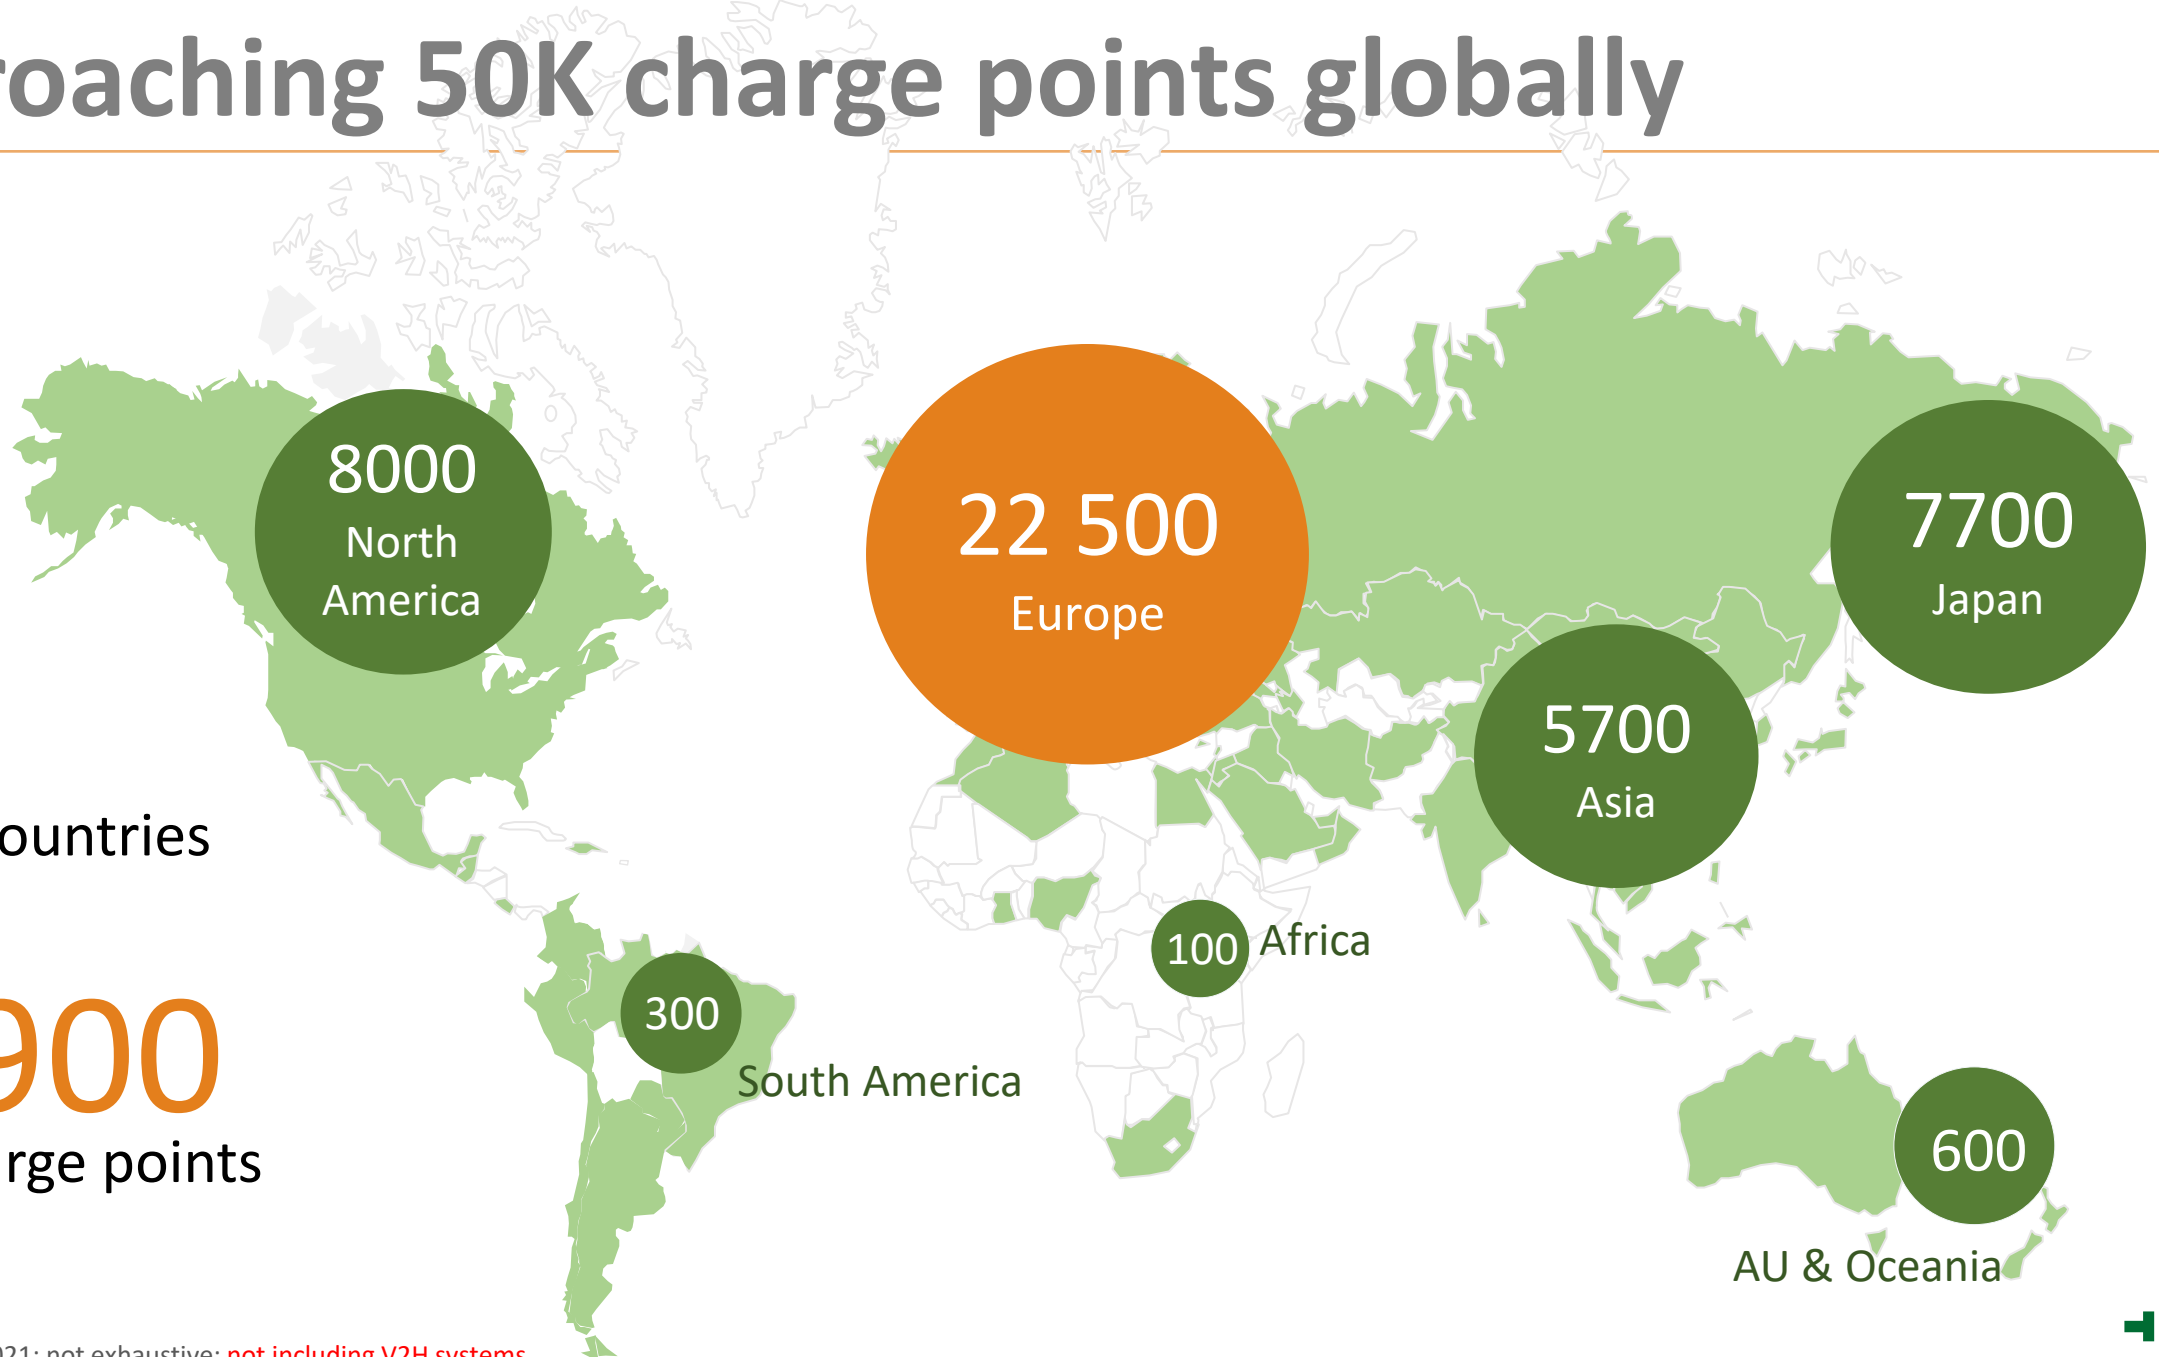 roaching 50K charge points globally
8000
North
America
22 500
Europe
7700
Japan
5700
Asia
ountries
100 Africa
900
rge points
300
South America
600
AU & Oceania
021; not exhaustive; not including V2H systems